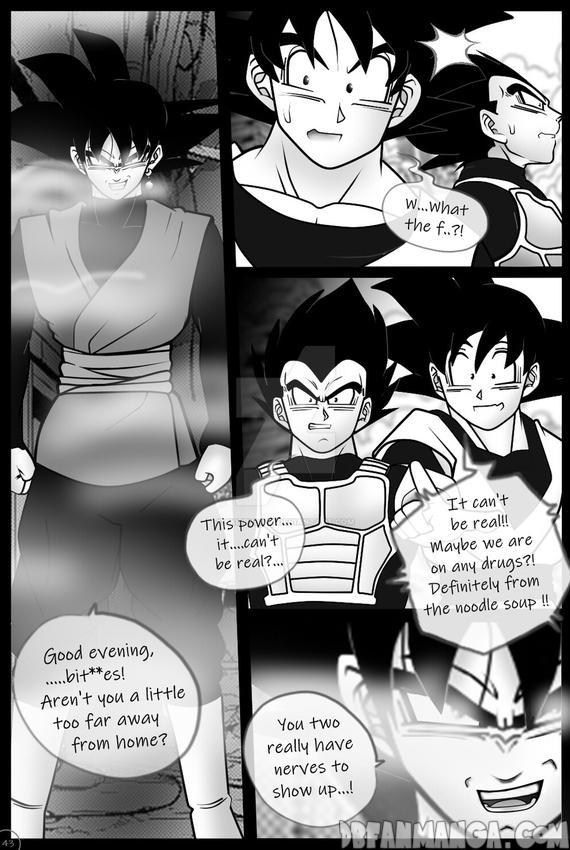 Good evening,
.....bit**es!
Aren't you a little
too far away
from home?
w...what
the f..?!
This power...
it....can't
be real?...
It can't
be real!!
Maybe we are
on any drugs?!
Definitely from
the noodle soup !!
You two
really have
nerves to
show up...!
43
DBFANMANGA.COM